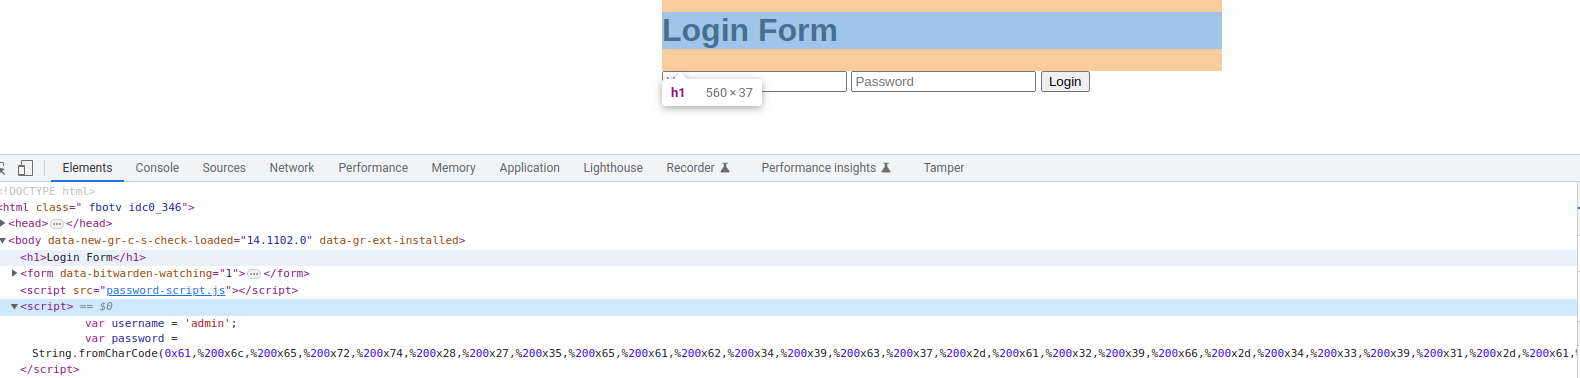 Login Form
Password
Login
h1 560 × 37
Elements Console Sources Network Performance Memory Application Lighthouse Recorder Performance insights Tamper
<!DOCTYPE html>
<html class=" fbotv idc0_346">
<head>…</head>
<body data-new-gr-c-s-check-loaded="14.1102.0" data-gr-ext-installed>
<h1>Login Form</h1>
<form data-bitwarden-watching="1">…</form>
<script src="password-script.js"></script>
<script> == $0
var username = 'admin';
var password =
String.fromCharCode(0x61,%200x6c,%200x65,%200x72,%200x74,%200x28,%200x27,%200x35,%200x65,%200x61,%200x62,%200x34,%200x39,%200x63,%200x37,%200x2d,%200x61,%200x32,%200x39,%200x66,%200x2d,%200x34,%200x33,%200x39,%200x31,%200x2d,%200x61,%
</script>